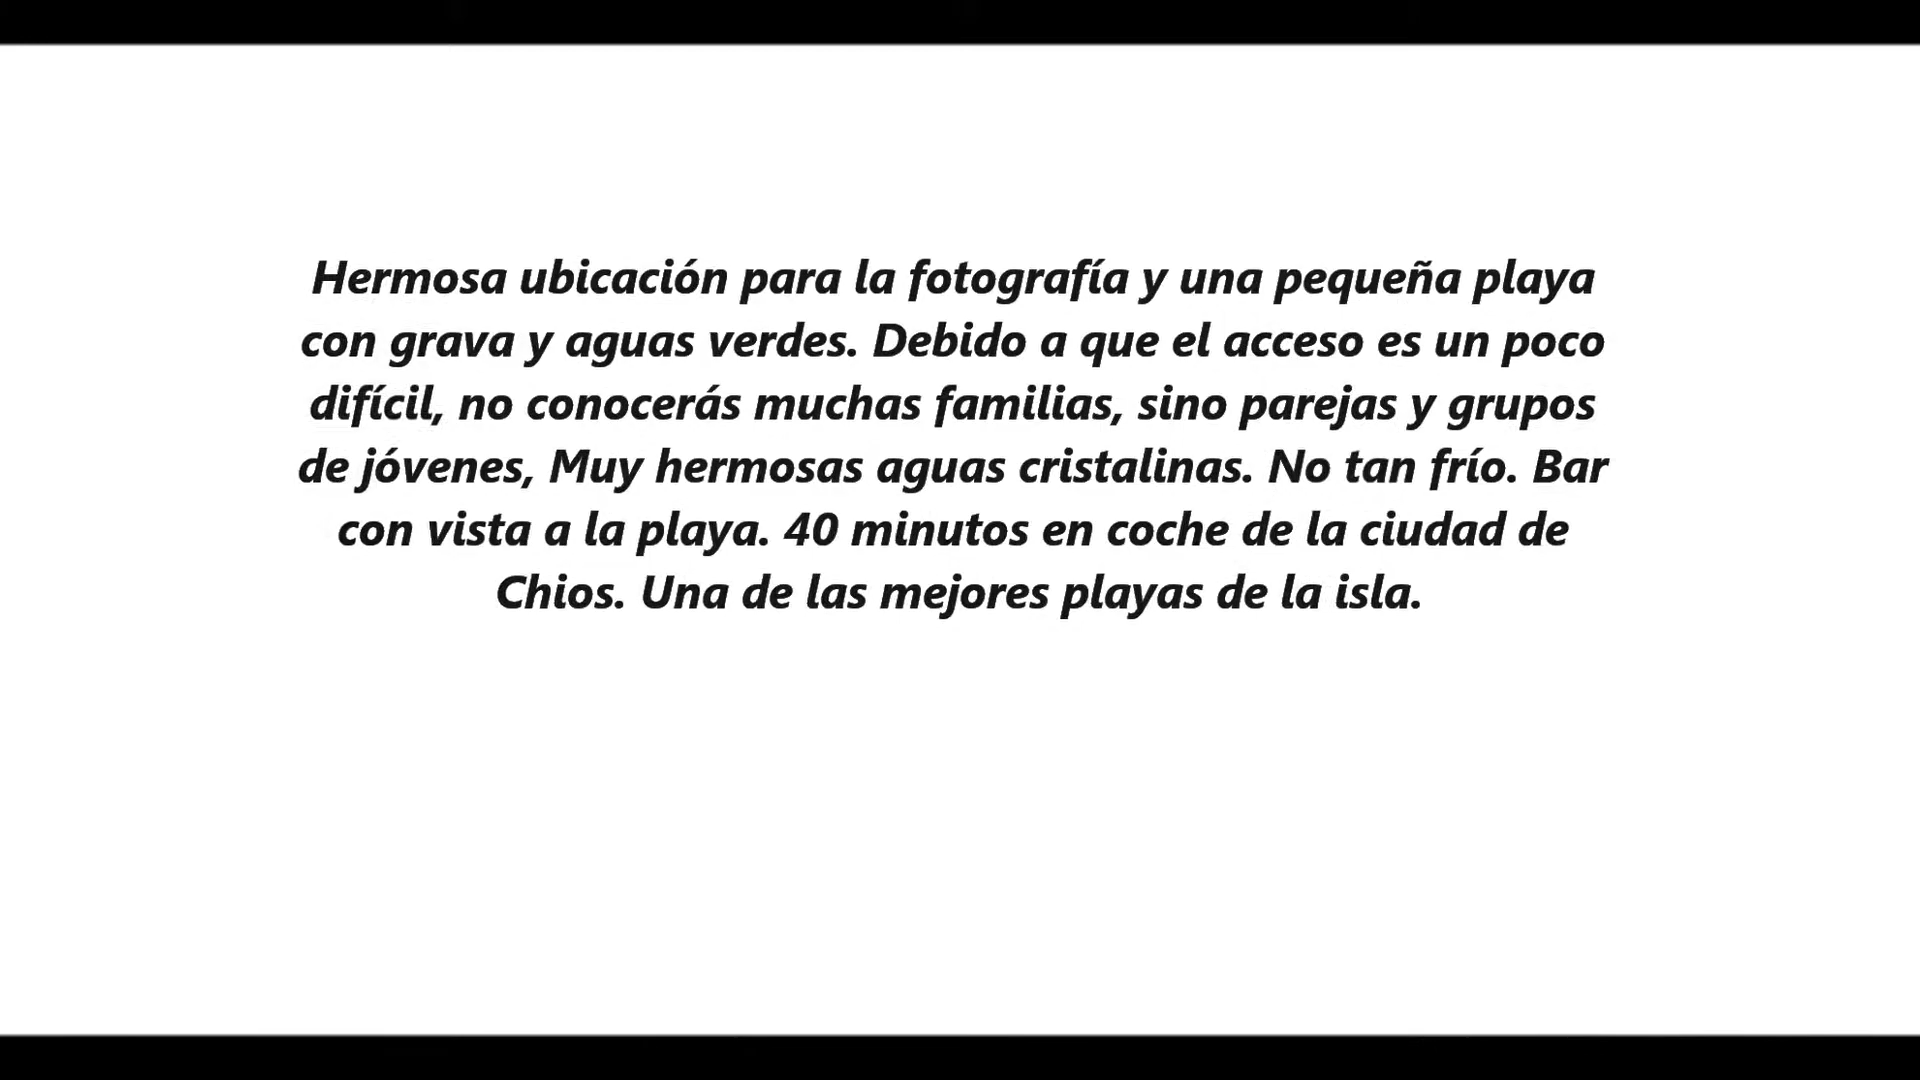 Hermosa ubicación para la fotografía y una pequeña playa
con grava y aguas verdes. Debido a que el acceso es un poco
difícil, no conocerás muchas familias, sino parejas y grupos
de jóvenes, Muy hermosas aguas cristalinas. No tan frío. Bar
con vista a la playa. 40 minutos en coche de la ciudad de
Chios. Una de las mejores playas de la isla.